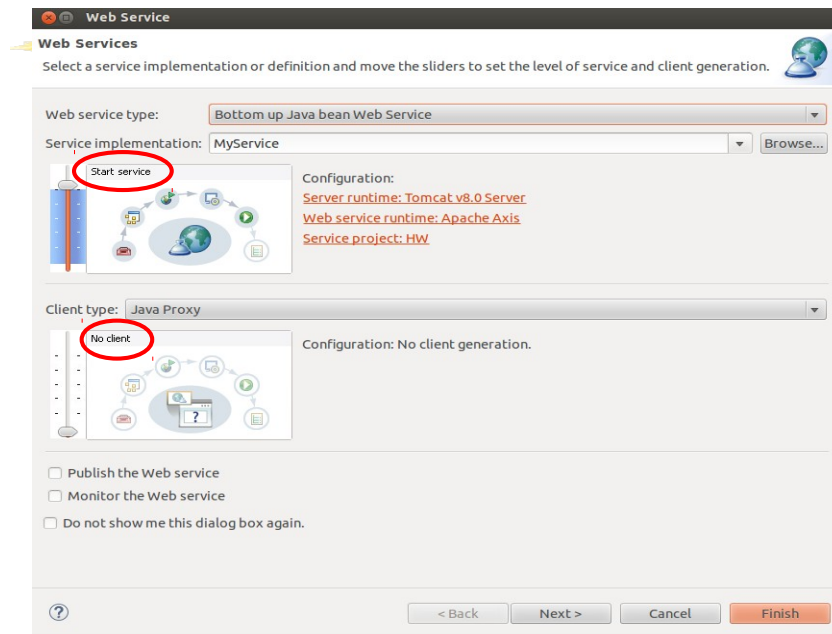 Web Service
Web Services
Select a service implementation or definition and move the sliders to set the level of service and client generation.
Web service type: Bottom up Java bean Web Service
Service implementation: MyService Browse...
Start service
Configuration:
Server runtime: Tomcat v8.0 Server
Web service runtime: Apache Axis
Service project: HW
Client type: Java Proxy
No client
Configuration: No client generation.
Publish the Web service
Monitor the Web service
Do not show me this dialog box again.
< Back Next > Cancel Finish